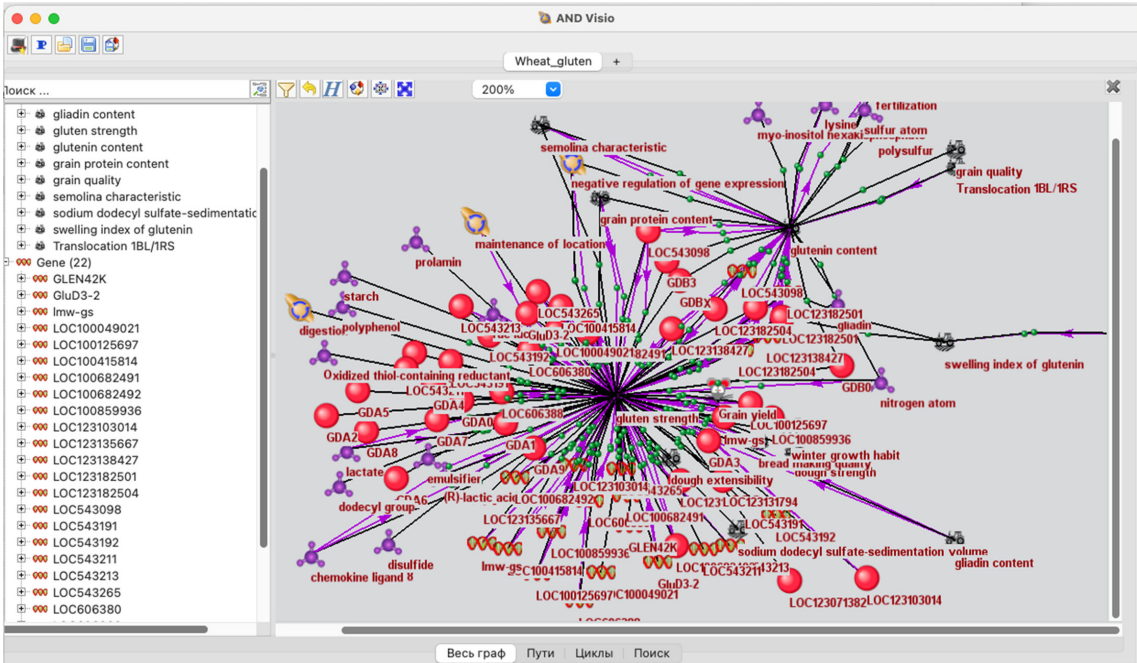 AND Visio
Wheat_gluten
+
Поиск ...
200%
gliadin content
gluten strength
glutenin content
grain protein content
grain quality
semolina characteristic
sodium dodecyl sulfate-sedimentatic
swelling index of glutenin
Translocation 1BL/1RS
Gene (22)
GLEN42K
GluD3-2
lmw-gs
LOC100049021
LOC100125697
LOC100415814
LOC100682491
LOC100682492
LOC100859936
LOC123103014
LOC123135667
LOC123138427
LOC123182501
LOC123182504
LOC543098
LOC543191
LOC543192
LOC543211
LOC543213
LOC543265
LOC606380
fertilization
lysine
sulfur atom
polysulfur
semolina characteristic
grain quality
Translocation 1BL/1RS
negative regulation of gene expression
grain protein content
maintenance of location
glutenin content
LOC543098
prolamin
GDB3
LOC543098
starch
GDBX
LOC543265
LOC123182501
digestio
polyphenol
LOC543213
GluD3-2
LOC100415814
LOC123182504
gliadin
LOC123182501
LOC543192
LOC100049021
LOC123138427
LOC123138427
swelling index of glutenin
LOC606380
LOC123182504
Oxidized thiol-containing reductant
GDB0
GDA4
nitrogen atom
GDA5
GDA0
LOC606388
gluten strength
Grain yield
LOC100125697
GDA2
GDA7
GDA1
lmw-gs
LOC100859936
GDA8
GDA3
winter growth habit
bread making quality
lactate
GDA9
dough strength
emulsifier
dough extensibility
LOC123103014
dodecyl group
(R)-lactic acid
LOC100682492
LOC123131794
LOC123135667
LOC100682491
LOC543191
LOC543192
LOC100859936
GLEN42K
sodium dodecyl sulfate-sedimentation volume
disulfide
lmw-gs
LOC100415814
LOC543211
gliadin content
chemokine ligand 8
GluD3-2
LOC100125697
LOC123071382
LOC123103014
Весь граф
Пути
Циклы
Поиск